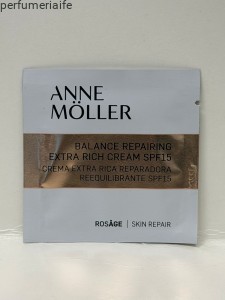 perfumeriaife
ANNE
MÖLLER
BALANCE REPAIRING
EXTRA RICH CREAM SPF15
CREMA EXTRA RICA REPARADORA
REEQUILIBRANTE SPF15
ROSÂGE | SKIN REPAIR